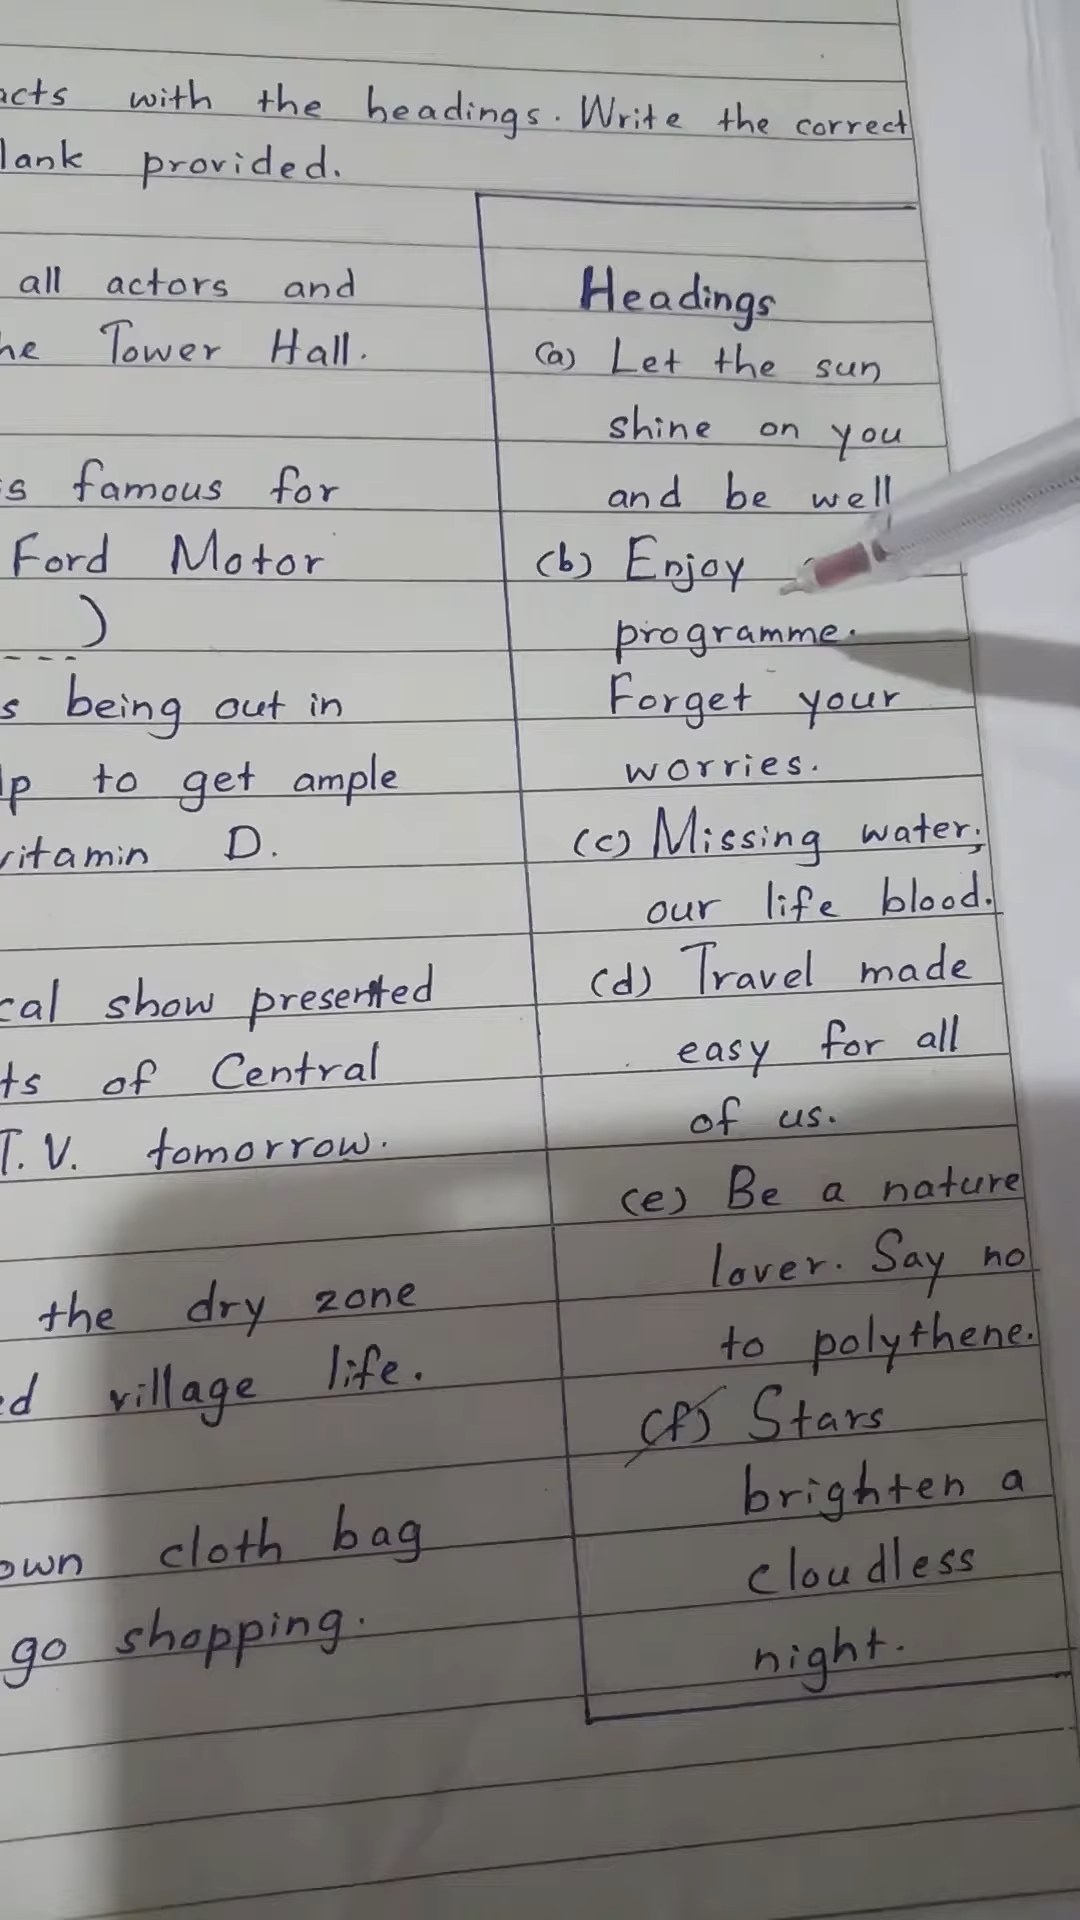 acts with the headings. Write the correct
lank provided.
all actors and
he Tower Hall.
s famous for
Ford Motor
)
s being out in
lp to get ample
vitamin D.
cal show presented
ts of Central
T.V. tomorrow.
the dry zone
ed village life.
own cloth bag
go shopping.
Headings
(a) Let the sun
shine on you
and be well
(b) Enjoy
programme.
Forget your
worries.
(c) Missing water;
our life blood.
(d) Travel made
easy for all
of us.
(e) Be a nature
lover. Say no
to polythene.
(f) Stars
brighten a
cloudless
night.